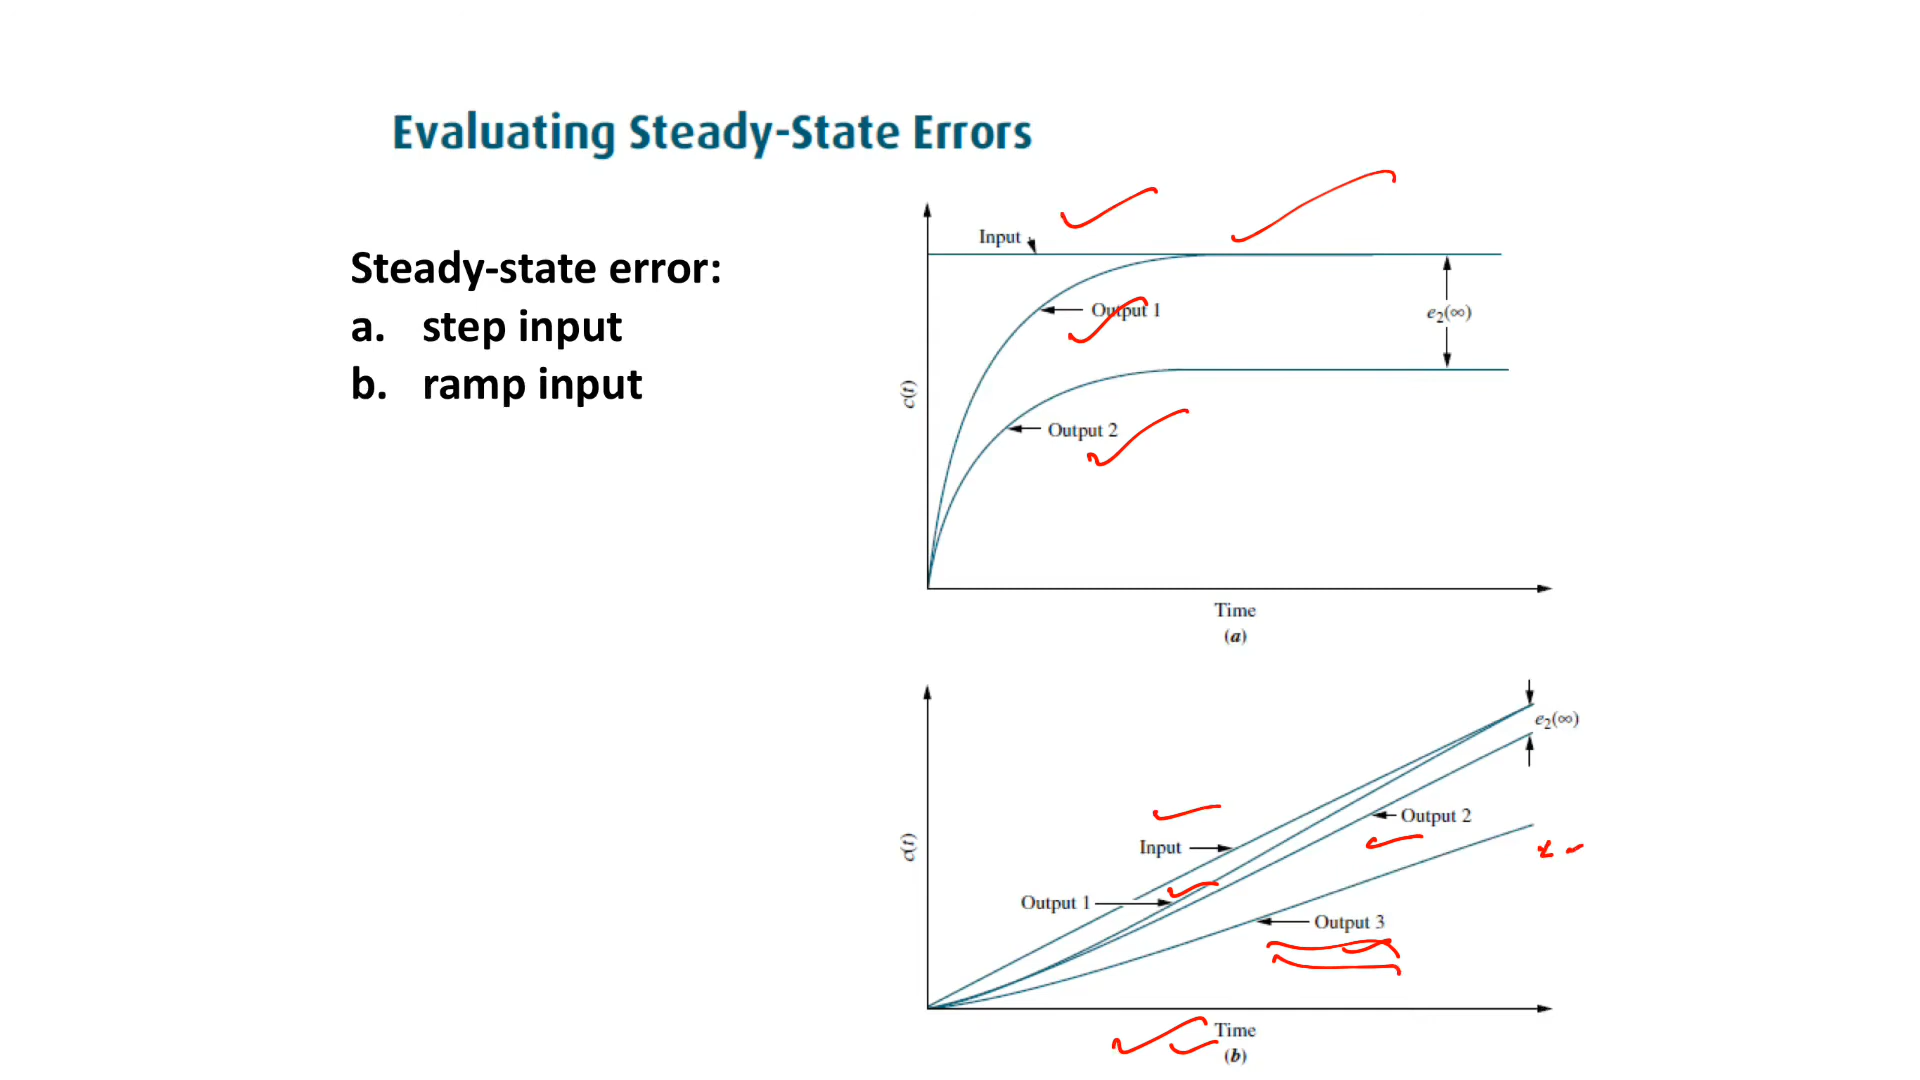 Evaluating Steady-State Errors
Steady-state error:
a. step input
b. ramp input
Input
Output 1
e2(∞)
Output 2
c(t)
Time
(a)
e2(∞)
Output 2
Input
Output 1
Output 3
c(t)
Time
(b)